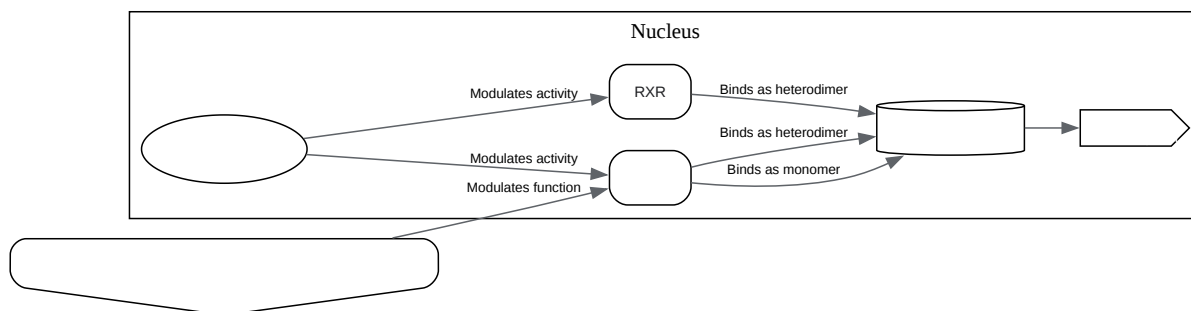 Nucleus
Modulates activity
RXR
Binds as heterodimer
Binds as heterodimer
Modulates activity
Binds as monomer
Modulates function